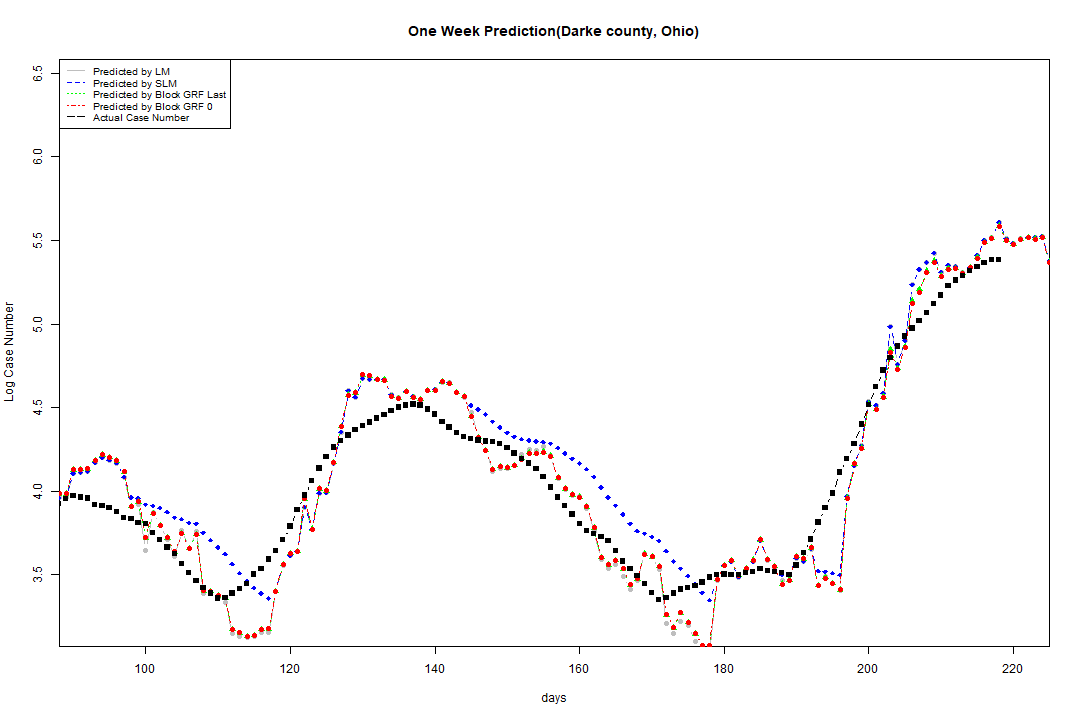 One Week Prediction(Darke county, Ohio)
Predicted by LM
Predicted by SLM
Predicted by Block GRF Last
Predicted by Block GRF 0
Actual Case Number
6.5
6.0
5.5
5.0
4.5
4.0
3.5
Log Case Number
100 120 140 160 180 200 220
days